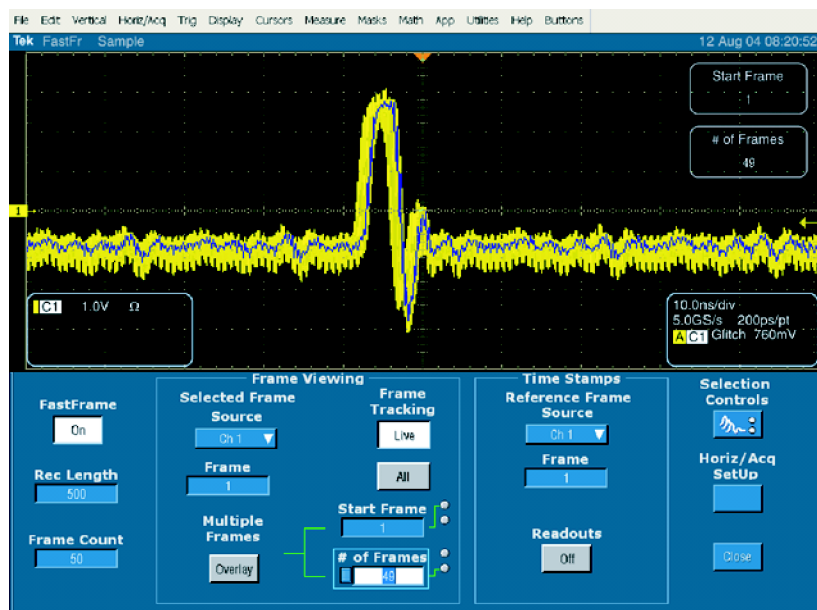 File Edit Vertical Horiz/Acq Trig Display Cursors Measure Masks Math App Utilities Help Buttons
Tek FastFr Sample 12 Aug 04 08:20:52
Start Frame
1
# of Frames
49
1
C1 1.0V Ω
10.0ns/div
5.0GS/s 200ps/pt
A C1 Glitch 760mV
Frame Viewing
Time Stamps
Selection
Controls
FastFrame
On
Selected Frame
Source
Ch 1
Frame
Tracking
Live
Reference Frame
Source
Ch 1
Rec Length
500
Frame
1
All
Frame
1
Horiz/Acq
SetUp
Start Frame
1
Multiple
Frames
Overlay
Frame Count
50
# of Frames
49
Readouts
Off
Close